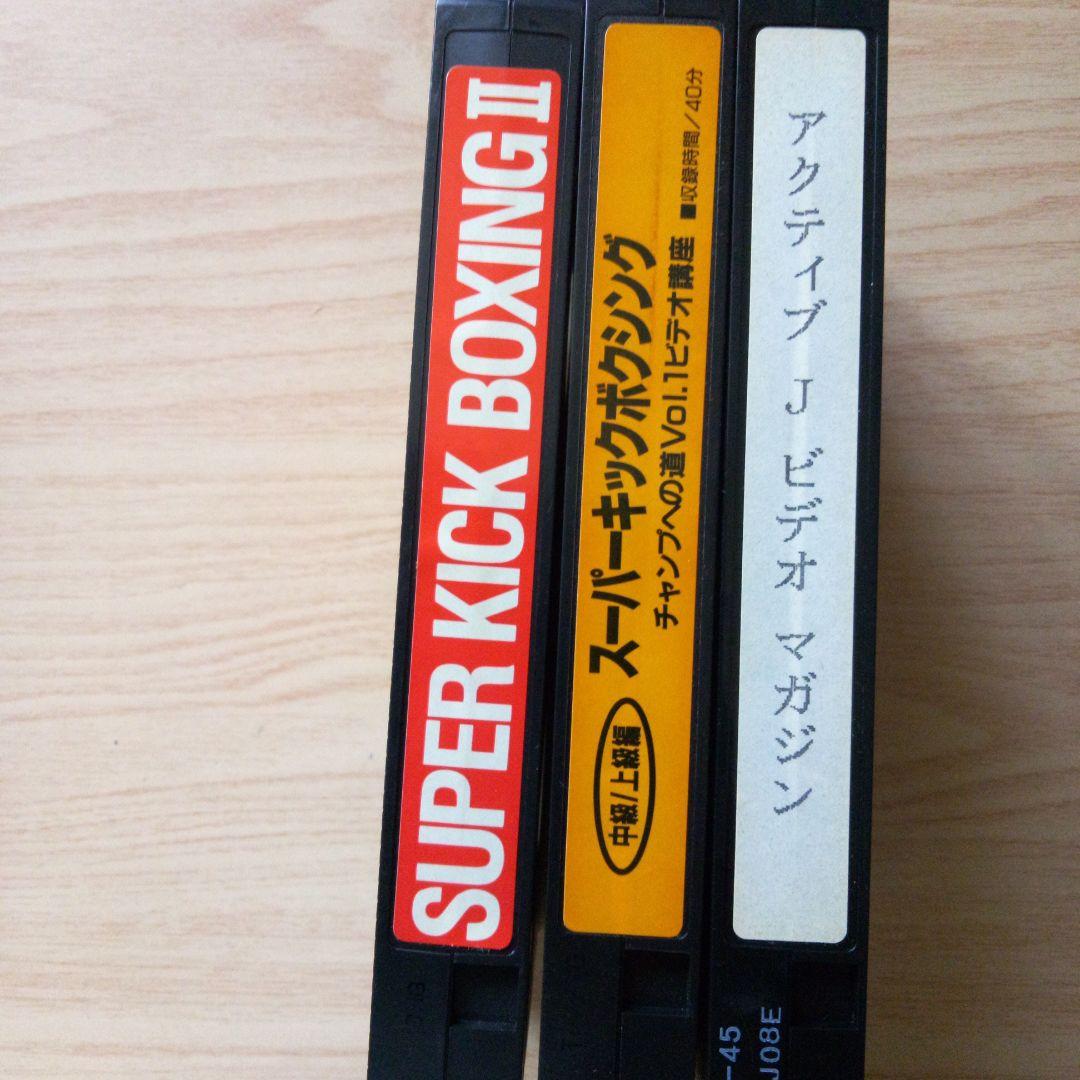 SUPER KICK BOXING II
中級/上級編
スーパーキックボクシング
チャンプへの道Vol.1ビデオ講座 ■収録時間/40分
アクティブ J ビデオ マガジン
-45
J08E